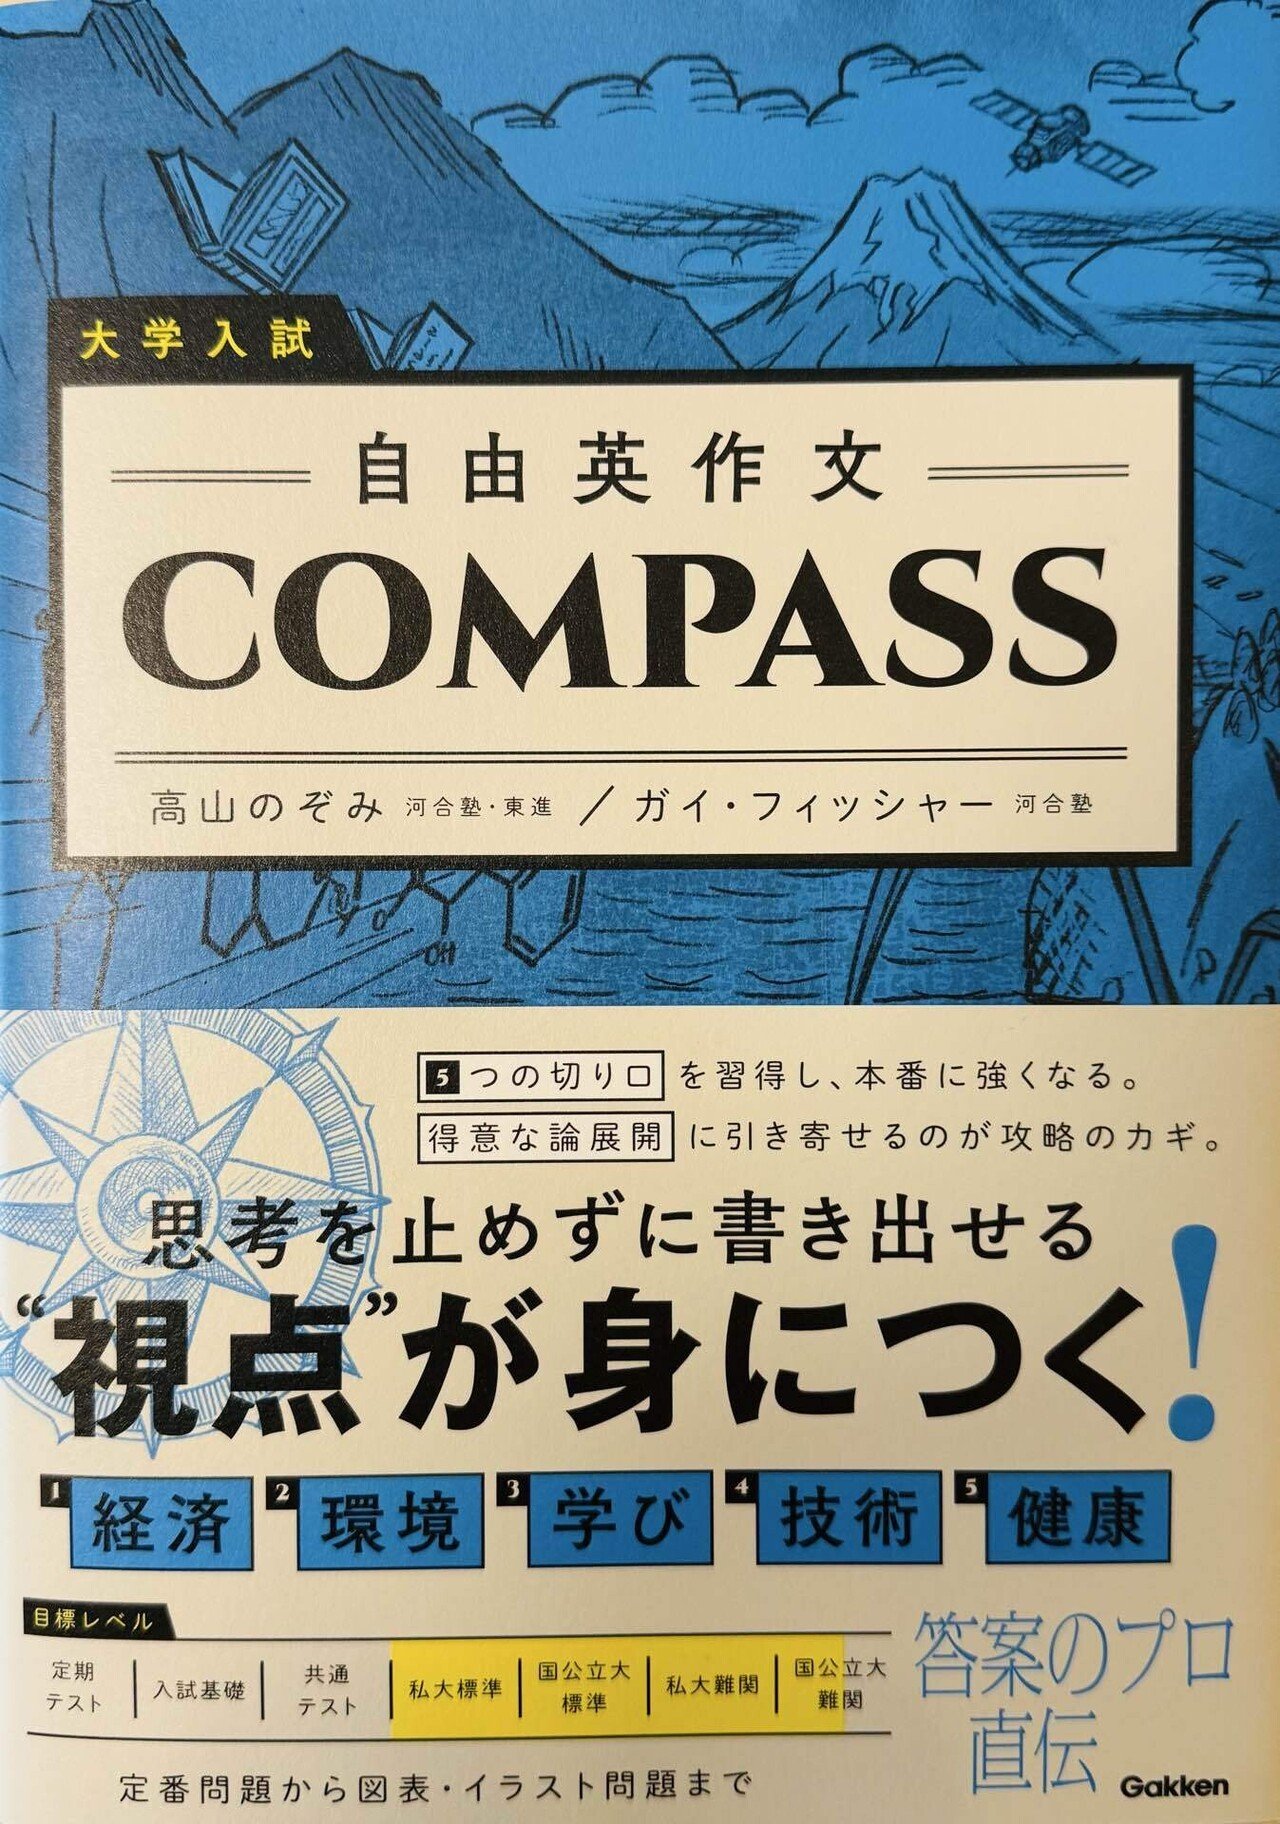 大学入試
自由英作文
COMPASS
高山のぞみ 河合塾・東進 / ガイ・フィッシャー 河合塾
OH
5つの切り口を習得し、本番に強くなる。
得意な論展開に引き寄せるのが攻略のカギ。
思考を止めずに書き出せる
“視点”が身につく!
1 経済 2 環境 3 学び 4 技術 5 健康
目標レベル
定期テスト 入試基礎 共通テスト 私大標準 国公立大標準 私大難関 国公立大難関
答案のプロ
直伝
定番問題から図表・イラスト問題まで
Gakken